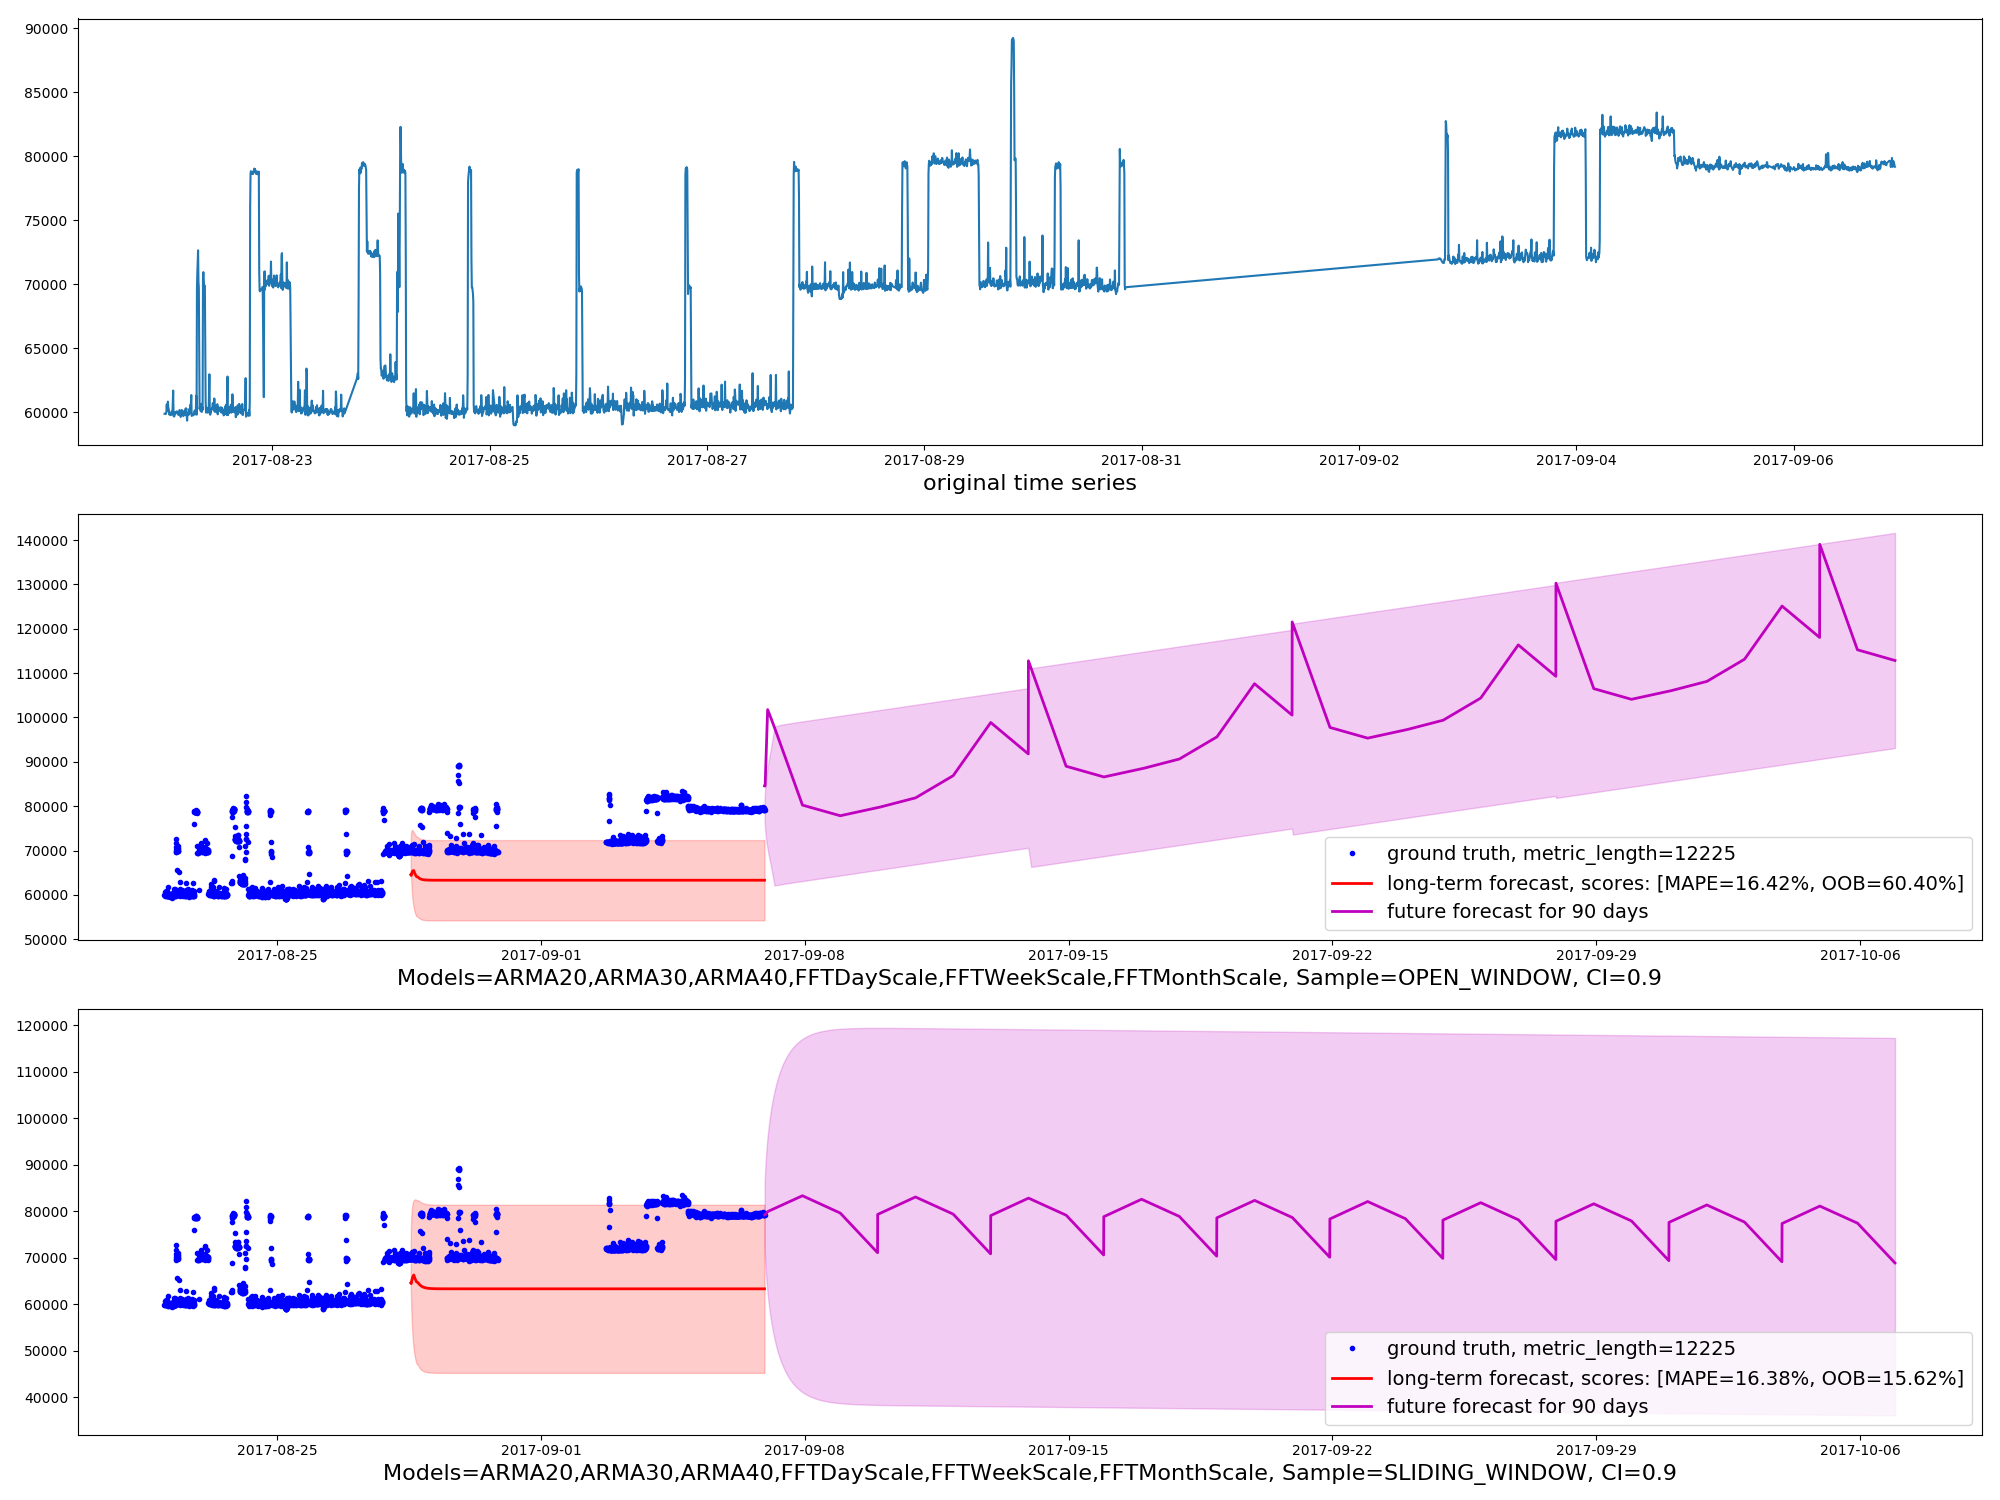 90000
85000
80000
75000
70000
65000
60000
2017-08-23 2017-08-25 2017-08-27 2017-08-29 2017-08-31 2017-09-02 2017-09-04 2017-09-06
original time series
140000
130000
120000
110000
100000
90000
80000
70000
60000
50000
ground truth, metric_length=12225
long-term forecast, scores: [MAPE=16.42%, OOB=60.40%]
future forecast for 90 days
2017-08-25 2017-09-01 2017-09-08 2017-09-15 2017-09-22 2017-09-29 2017-10-06
Models=ARMA20,ARMA30,ARMA40,FFTDayScale,FFTWeekScale,FFTMonthScale, Sample=OPEN_WINDOW, CI=0.9
120000
110000
100000
90000
80000
70000
60000
50000
40000
ground truth, metric_length=12225
long-term forecast, scores: [MAPE=16.38%, OOB=15.62%]
future forecast for 90 days
2017-08-25 2017-09-01 2017-09-08 2017-09-15 2017-09-22 2017-09-29 2017-10-06
Models=ARMA20,ARMA30,ARMA40,FFTDayScale,FFTWeekScale,FFTMonthScale, Sample=SLIDING_WINDOW, CI=0.9